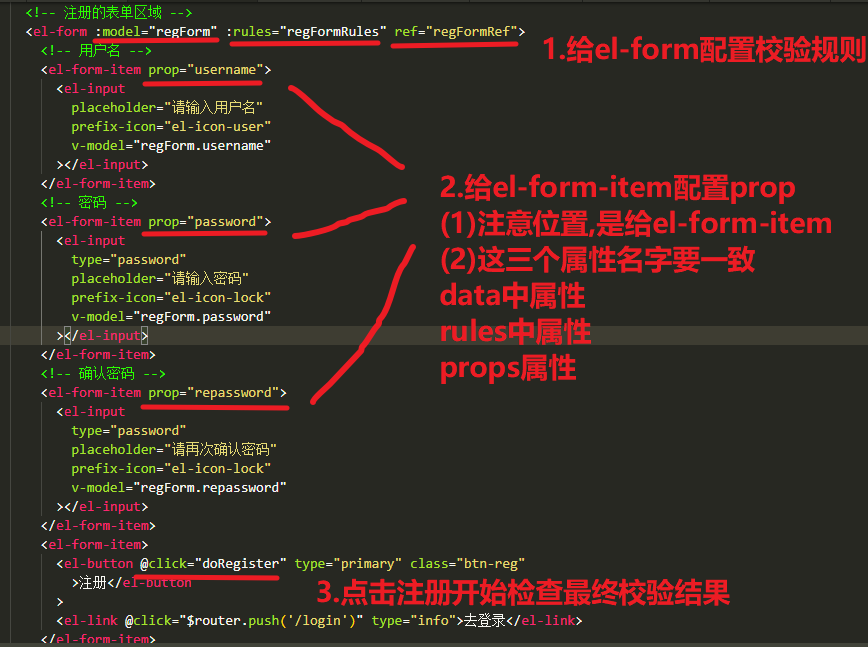 <!-- 注册的表单区域 -->
<el-form :model="regForm" :rules="regFormRules" ref="regFormRef">
1.给el-form配置校验规则
<!-- 用户名 -->
<el-form-item prop="username">
<el-input
placeholder="请输入用户名"
prefix-icon="el-icon-user"
v-model="regForm.username"
></el-input>
</el-form-item>
<!-- 密码 -->
<el-form-item prop="password">
<el-input
type="password"
placeholder="请输入密码"
prefix-icon="el-icon-lock"
v-model="regForm.password"
></el-input>
</el-form-item>
2.给el-form-item配置prop
(1)注意位置,是给el-form-item
(2)这三个属性名字要一致
data中属性
rules中属性
props属性
<!-- 确认密码 -->
<el-form-item prop="repassword">
<el-input
type="password"
placeholder="请再次确认密码"
prefix-icon="el-icon-lock"
v-model="regForm.repassword"
></el-input>
</el-form-item>
<el-form-item>
<el-button @click="doRegister" type="primary" class="btn-reg"
>注册</el-button
>
3.点击注册开始检查最终校验结果
<el-link @click="$router.push('/login')" type="info">去登录</el-link>
</el-form-item>